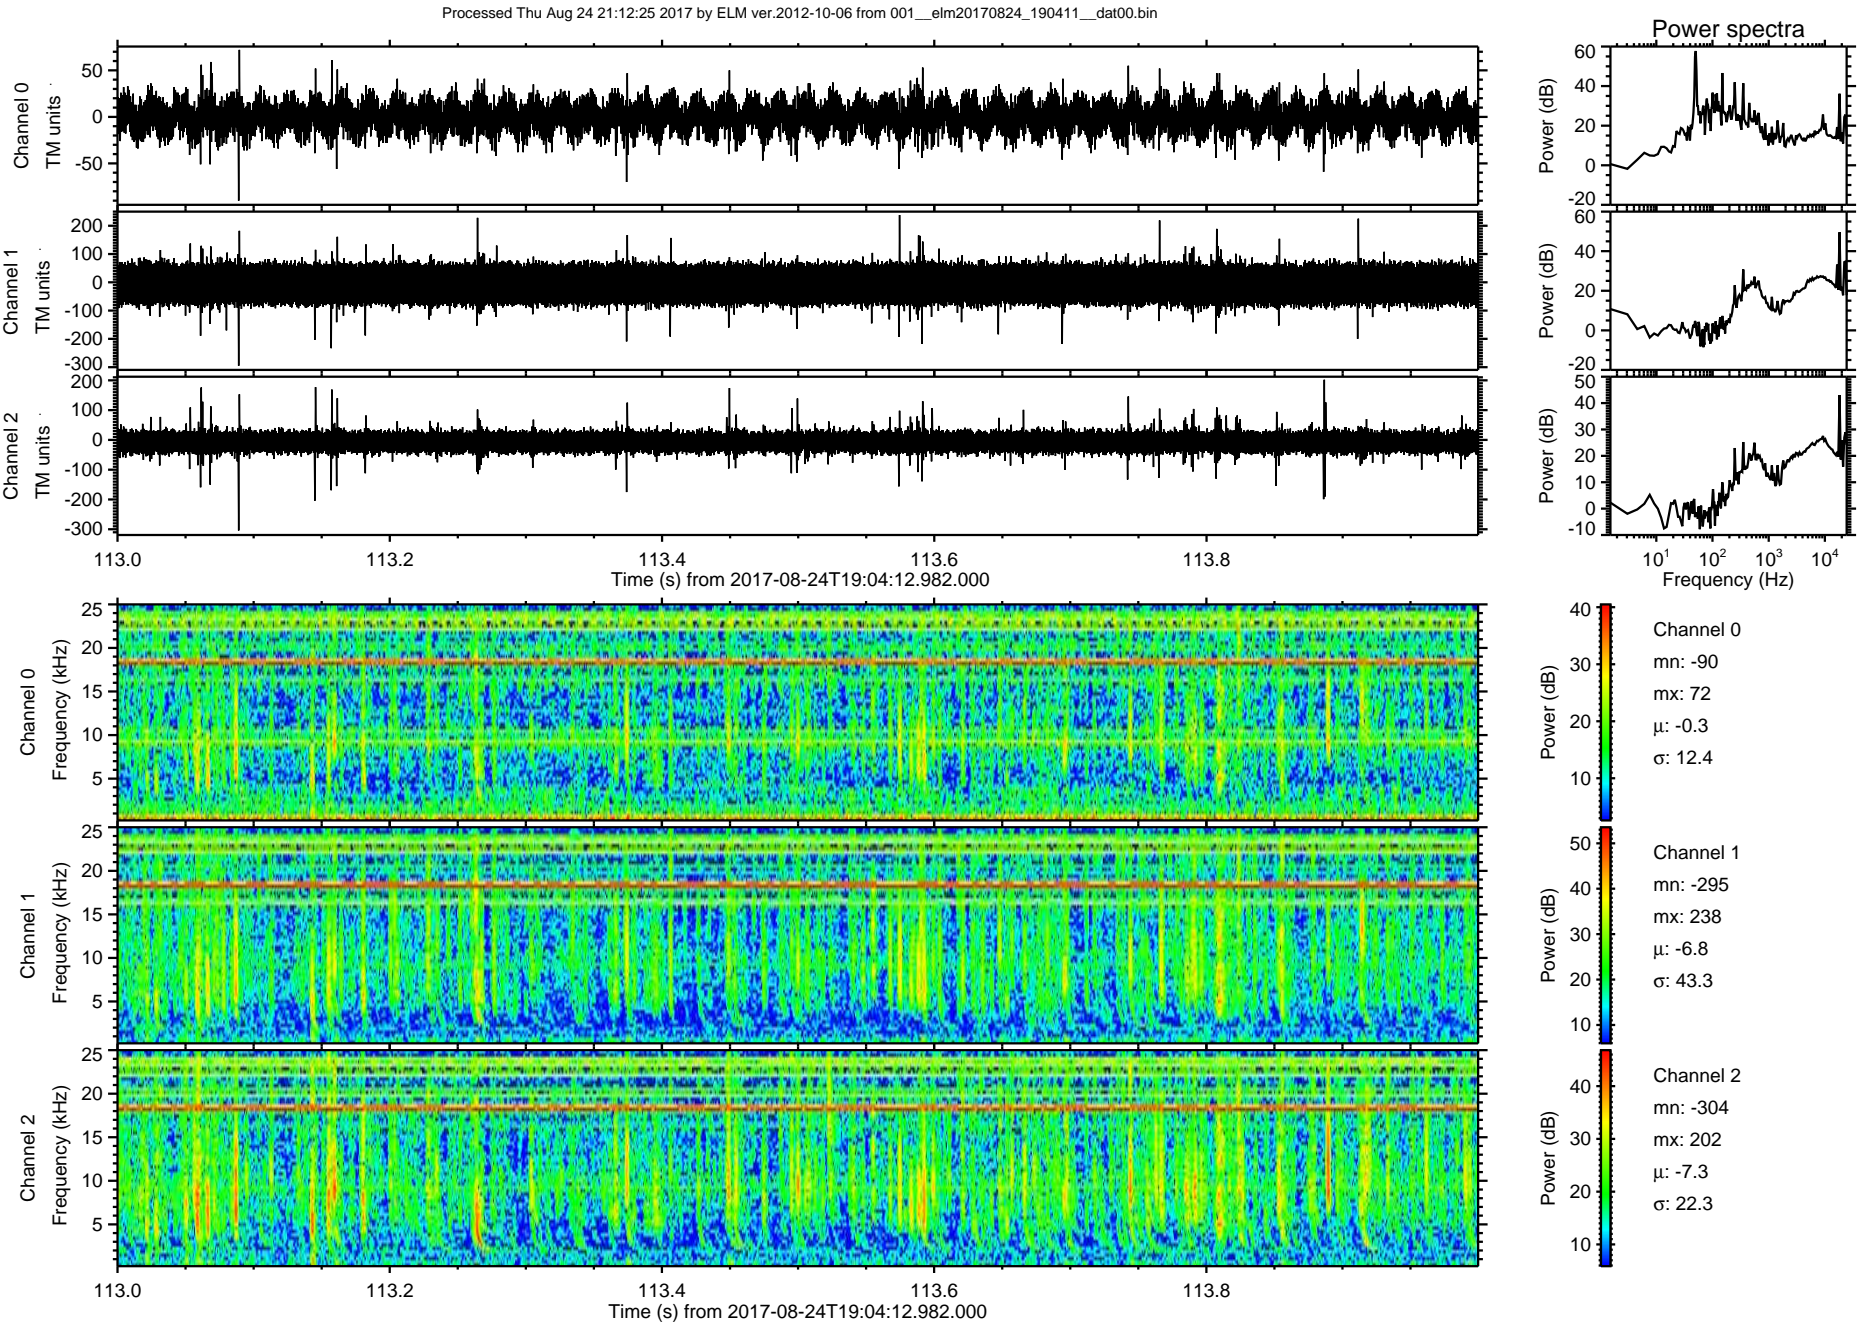 Processed Thu Aug 24 21:12:25 2017 by ELM ver.2012-10-06 from 001__elm20170824_190411__dat00.bin
Power spectra
Channel 0
TM units
50
0
-50
Power (dB)
60
40
20
0
-20
Channel 1
TM units
200
100
0
-100
-200
-300
Power (dB)
60
40
20
0
-20
Channel 2
TM units
200
100
0
-100
-200
-300
Power (dB)
50
40
30
20
10
0
-10
113.0 113.2 113.4 113.6 113.8
Time (s) from 2017-08-24T19:04:12.982.000
10^1 10^2 10^3 10^4
Frequency (Hz)
Channel 0
Frequency (kHz)
25
20
15
10
5
Power (dB)
40
30
20
10
Channel 0
mn: -90
mx: 72
μ: -0.3
σ: 12.4
Channel 1
Frequency (kHz)
25
20
15
10
5
Power (dB)
50
40
30
20
10
Channel 1
mn: -295
mx: 238
μ: -6.8
σ: 43.3
Channel 2
Frequency (kHz)
25
20
15
10
5
Power (dB)
40
30
20
10
Channel 2
mn: -304
mx: 202
μ: -7.3
σ: 22.3
113.0 113.2 113.4 113.6 113.8
Time (s) from 2017-08-24T19:04:12.982.000